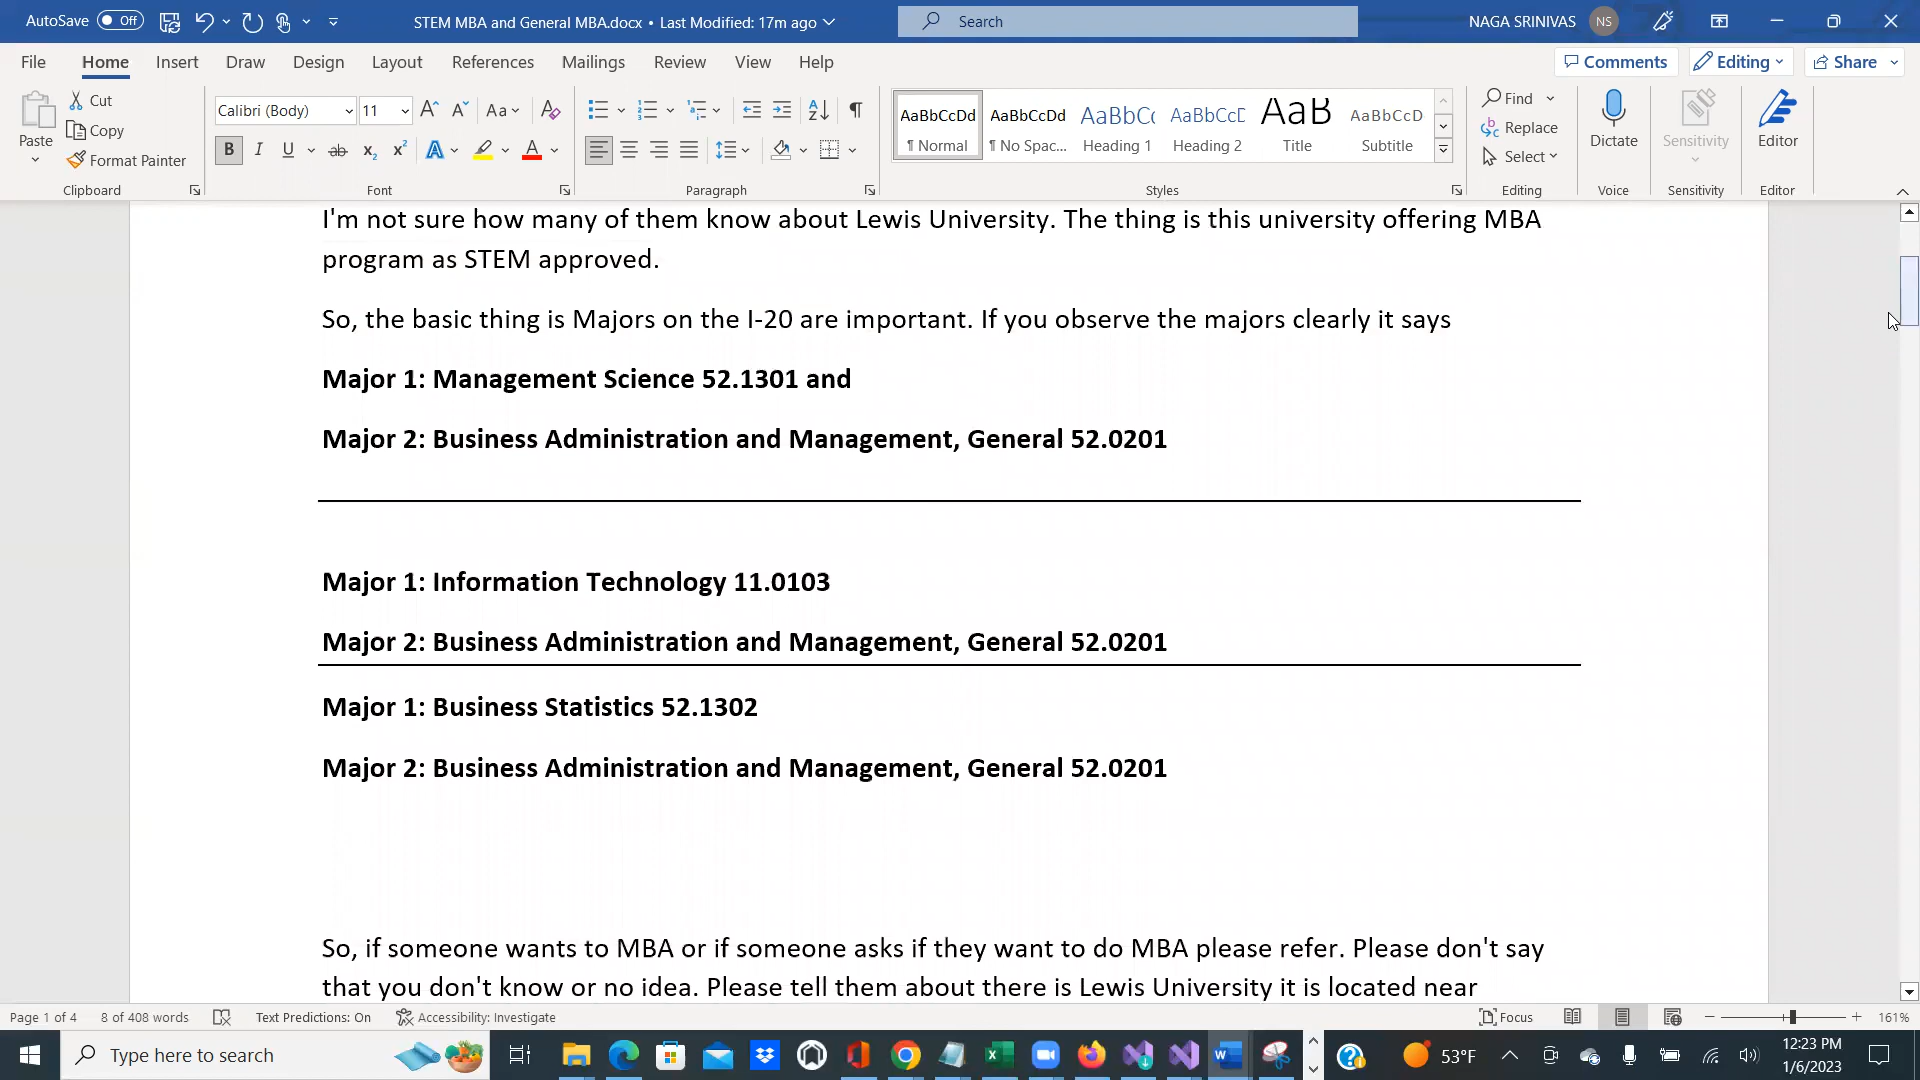 AutoSave Off STEM MBA and General MBA.docx • Last Modified: 17m ago Search NAGA SRINIVAS NS
File Home Insert Draw Design Layout References Mailings Review View Help Comments Editing Share
Paste Cut Copy Format Painter Clipboard
Calibri (Body) 11 Font
Paragraph
AaBbCcDd AaBbCcDd AaBbC AaBbCcD AaB AaBbCcD
¶ Normal ¶ No Spac... Heading 1 Heading 2 Title Subtitle
Styles
Find Replace Select Editing
Dictate Voice
Sensitivity Sensitivity
Editor Editor
I'm not sure how many of them know about Lewis University. The thing is this university offering MBA
program as STEM approved.
So, the basic thing is Majors on the I-20 are important. If you observe the majors clearly it says
Major 1: Management Science 52.1301 and
Major 2: Business Administration and Management, General 52.0201
Major 1: Information Technology 11.0103
Major 2: Business Administration and Management, General 52.0201
Major 1: Business Statistics 52.1302
Major 2: Business Administration and Management, General 52.0201
So, if someone wants to MBA or if someone asks if they want to do MBA please refer. Please don't say
that you don't know or no idea. Please tell them about there is Lewis University it is located near
Page 1 of 4 8 of 408 words Text Predictions: On Accessibility: Investigate Focus 161%
Type here to search 53°F 12:23 PM
1/6/2023